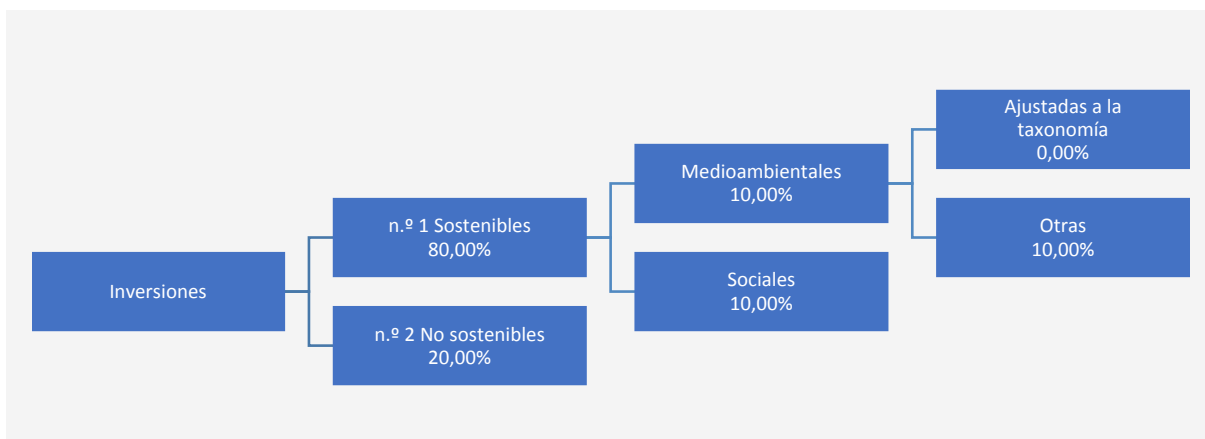 Inversiones
n.º 1 Sostenibles
80,00%
n.º 2 No sostenibles
20,00%
Medioambientales
10,00%
Sociales
10,00%
Ajustadas a la
taxonomía
0,00%
Otras
10,00%